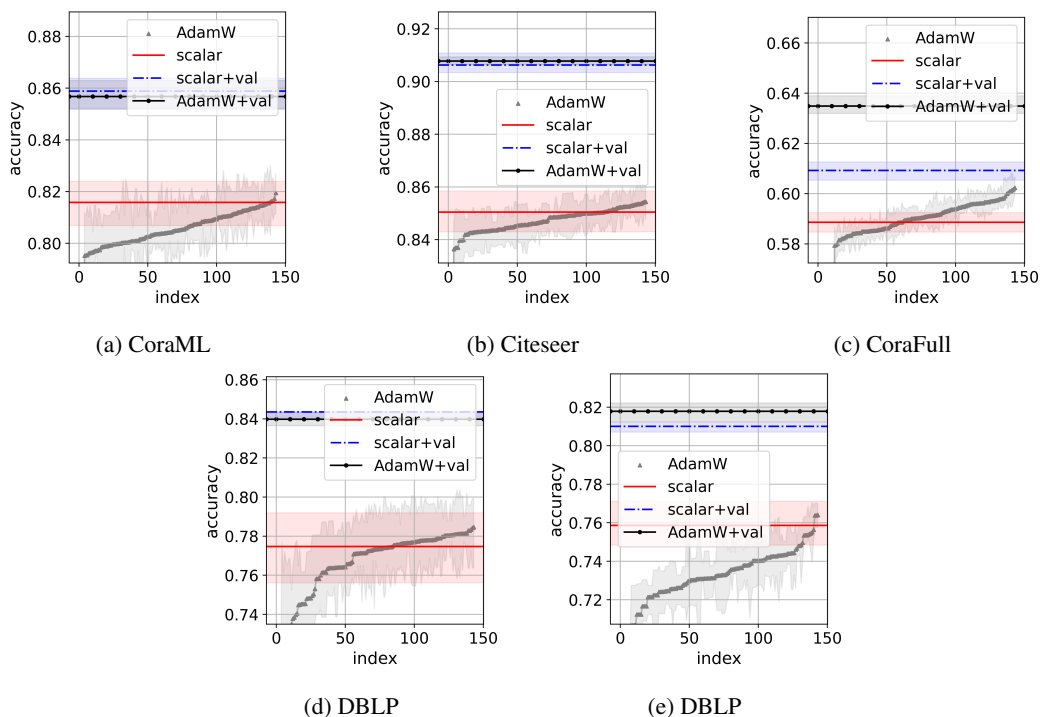 0.88
0.86
0.84
0.82
0.80
accuracy
0
50
100
150
index
AdamW
scalar
scalar+val
AdamW+val
(a) CoraML
0.92
0.90
0.88
0.86
0.84
accuracy
0
50
100
150
index
AdamW
scalar
scalar+val
AdamW+val
(b) Citeseer
0.66
0.64
0.62
0.60
0.58
accuracy
0
50
100
150
index
AdamW
scalar
scalar+val
AdamW+val
(c) CoraFull
0.86
0.84
0.82
0.80
0.78
0.76
0.74
accuracy
0
50
100
150
index
AdamW
scalar
scalar+val
AdamW+val
(d) DBLP
0.82
0.80
0.78
0.76
0.74
0.72
accuracy
0
50
100
150
index
AdamW
scalar
scalar+val
AdamW+val
(e) DBLP